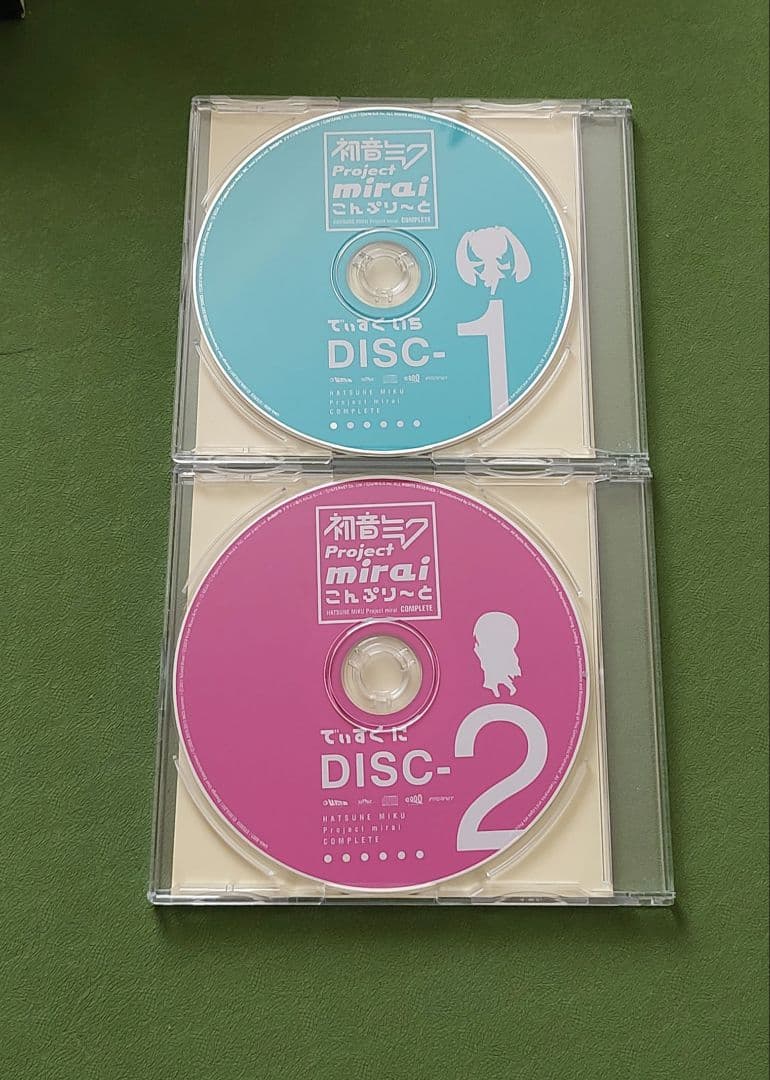 初音ミク
Project
mirai
こんぷり〜と
HATSUNE MIKU Project mirai COMPLETE
でぃすく いち
DISC-1
HATSUNE MIKU
Project mirai
COMPLETE
初音ミク
Project
mirai
こんぷり〜と
HATSUNE MIKU Project mirai COMPLETE
でぃすく に
DISC-2
HATSUNE MIKU
Project mirai
COMPLETE